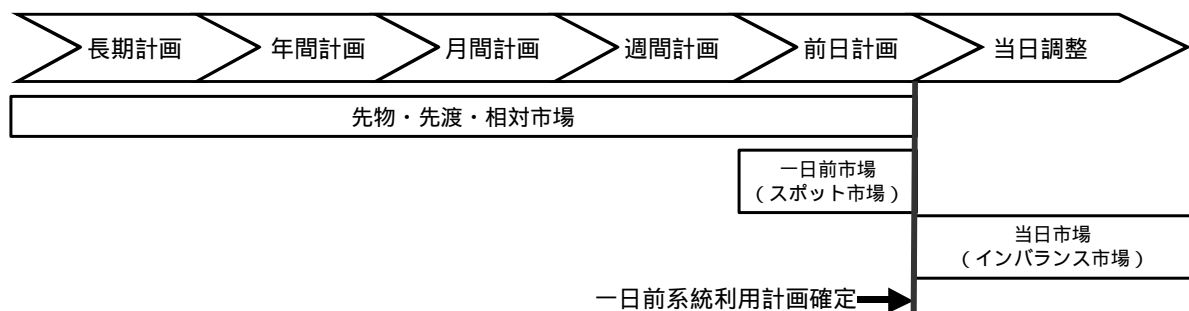 長期計画 年間計画 月間計画 週間計画 前日計画 当日調整
先物・先渡・相対市場
一日前市場
(スポット市場)
当日市場
(インバランス市場)
一日前系統利用計画確定